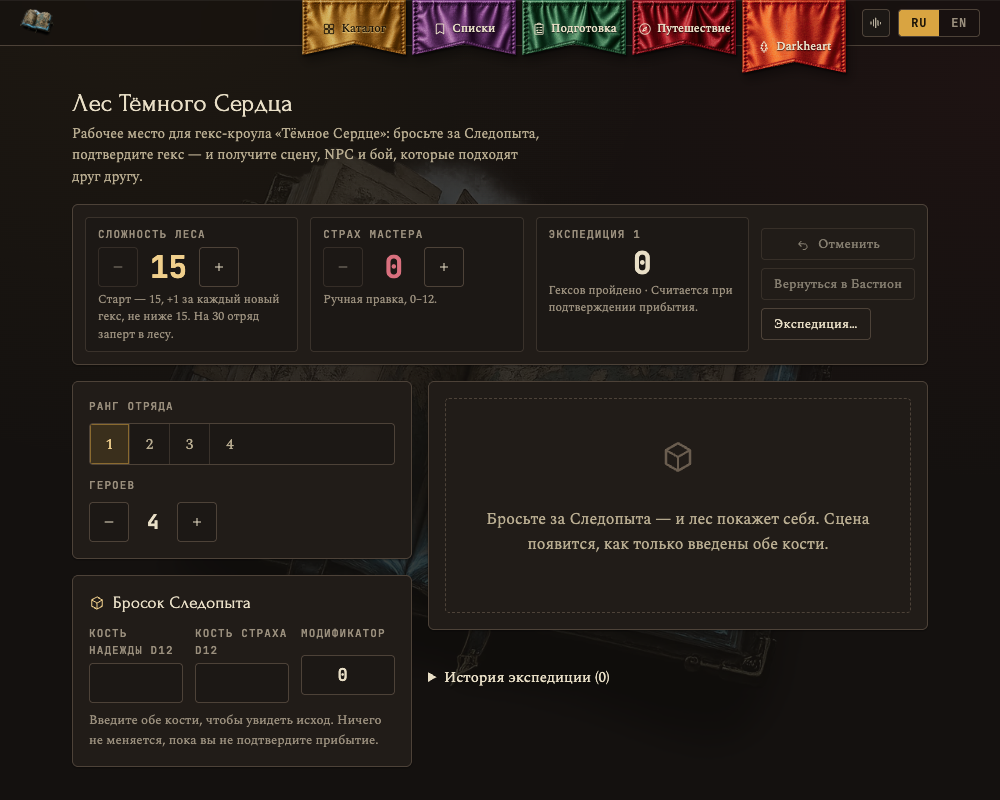 Каталог
Списки
Подготовка
Путешествие
Darkheart
RU
EN
Лес Тёмного Сердца
Рабочее место для гекс-кроула «Тёмное Сердце»: бросьте за Следопыта,
подтвердите гекс — и получите сцену, NPC и бой, которые подходят
друг другу.
СЛОЖНОСТЬ ЛЕСА
− 15 +
Старт — 15, +1 за каждый новый
гекс, не ниже 15. На 30 отряд
заперт в лесу.
СТРАХ МАСТЕРА
− 0 +
Ручная правка, 0–12.
ЭКСПЕДИЦИЯ 1
0
Гексов пройдено · Считается при
подтверждении прибытия.
Отменить
Вернуться в Бастион
Экспедиция…
РАНГ ОТРЯДА
1 2 3 4
ГЕРОЕВ
− 4 +
Бросок Следопыта
КОСТЬ
НАДЕЖДЫ D12
КОСТЬ СТРАХА
D12
МОДИФИКАТОР
0
Введите обе кости, чтобы увидеть исход. Ничего
не меняется, пока вы не подтвердите прибытие.
Бросьте за Следопыта — и лес покажет себя. Сцена
появится, как только введены обе кости.
История экспедиции (0)